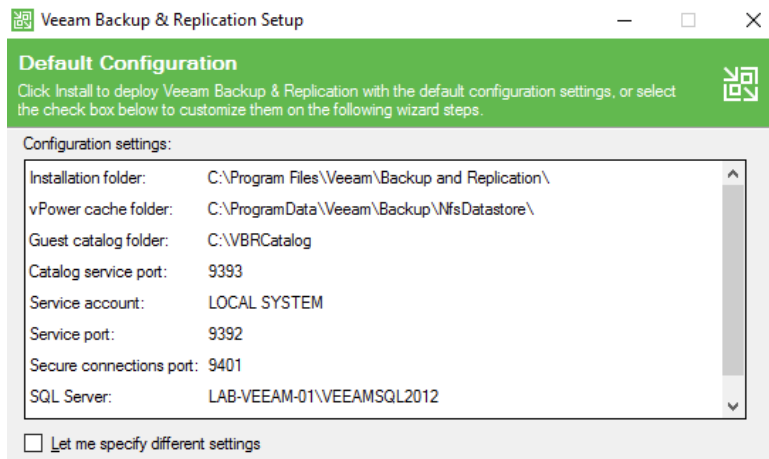 Veeam Backup & Replication Setup
Default Configuration
Click Install to deploy Veeam Backup & Replication with the default configuration settings, or select
the check box below to customize them on the following wizard steps.
Configuration settings:
Installation folder: C:\Program Files\Veeam\Backup and Replication\
vPower cache folder: C:\ProgramData\Veeam\Backup\NfsDatastore\
Guest catalog folder: C:\VBRCatalog
Catalog service port: 9393
Service account: LOCAL SYSTEM
Service port: 9392
Secure connections port: 9401
SQL Server: LAB-VEEAM-01\VEEAMSQL2012
Let me specify different settings